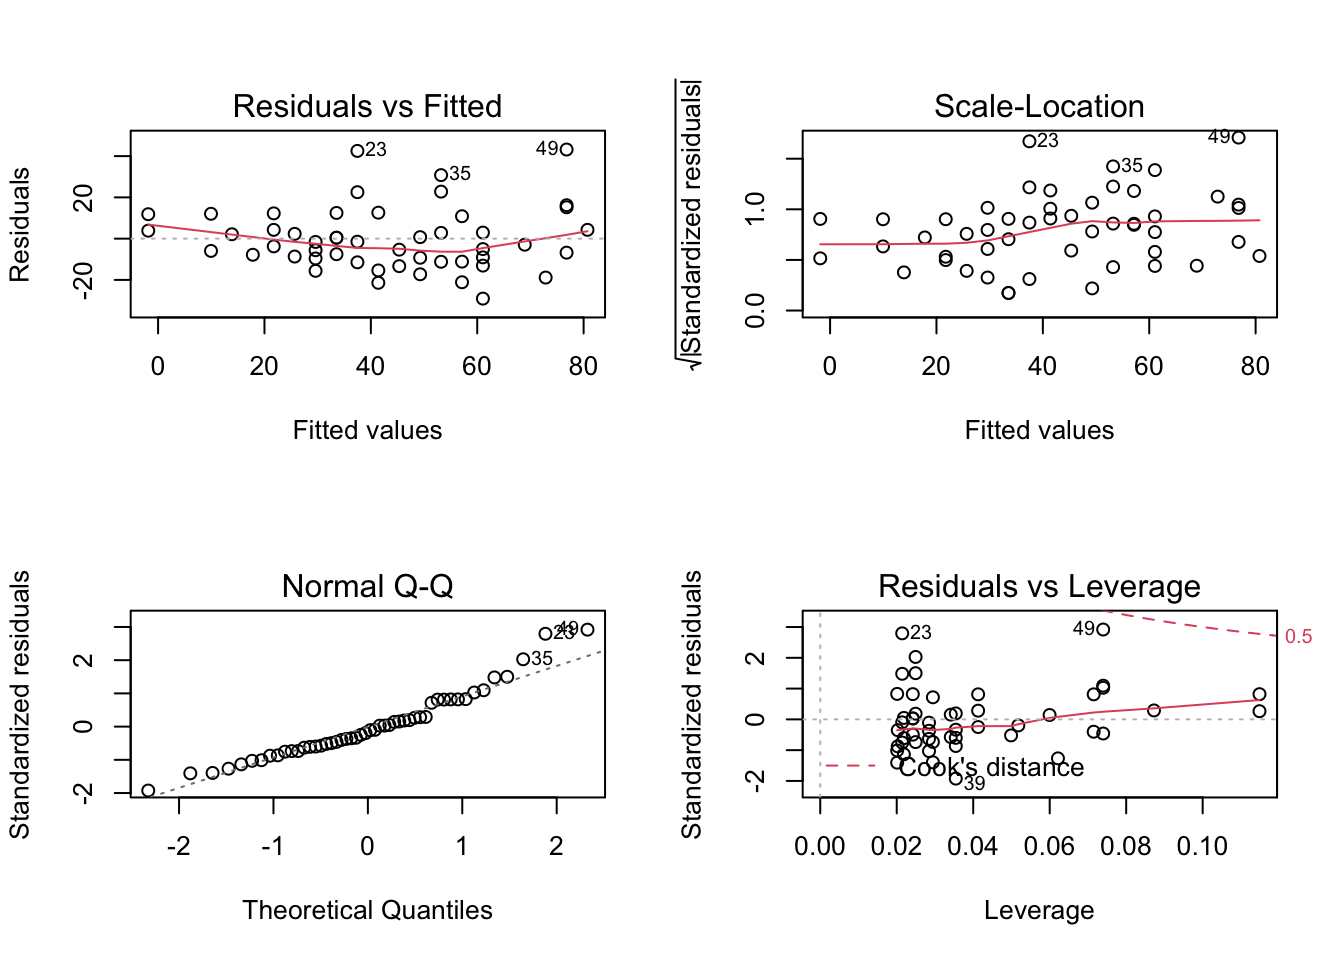 Residuals vs Fitted
Residuals
20
-20
23
35
49
0 20 40 60 80
Fitted values
Scale-Location
√|Standardized residuals|
1.0
0.0
23
35
49
0 20 40 60 80
Fitted values
Normal Q-Q
Standardized residuals
2
0
-2
49
23
35
-2 -1 0 1 2
Theoretical Quantiles
Residuals vs Leverage
Standardized residuals
2
0
-2
23
49
0.5
Cook's distance
39
0.00 0.02 0.04 0.06 0.08 0.10
Leverage